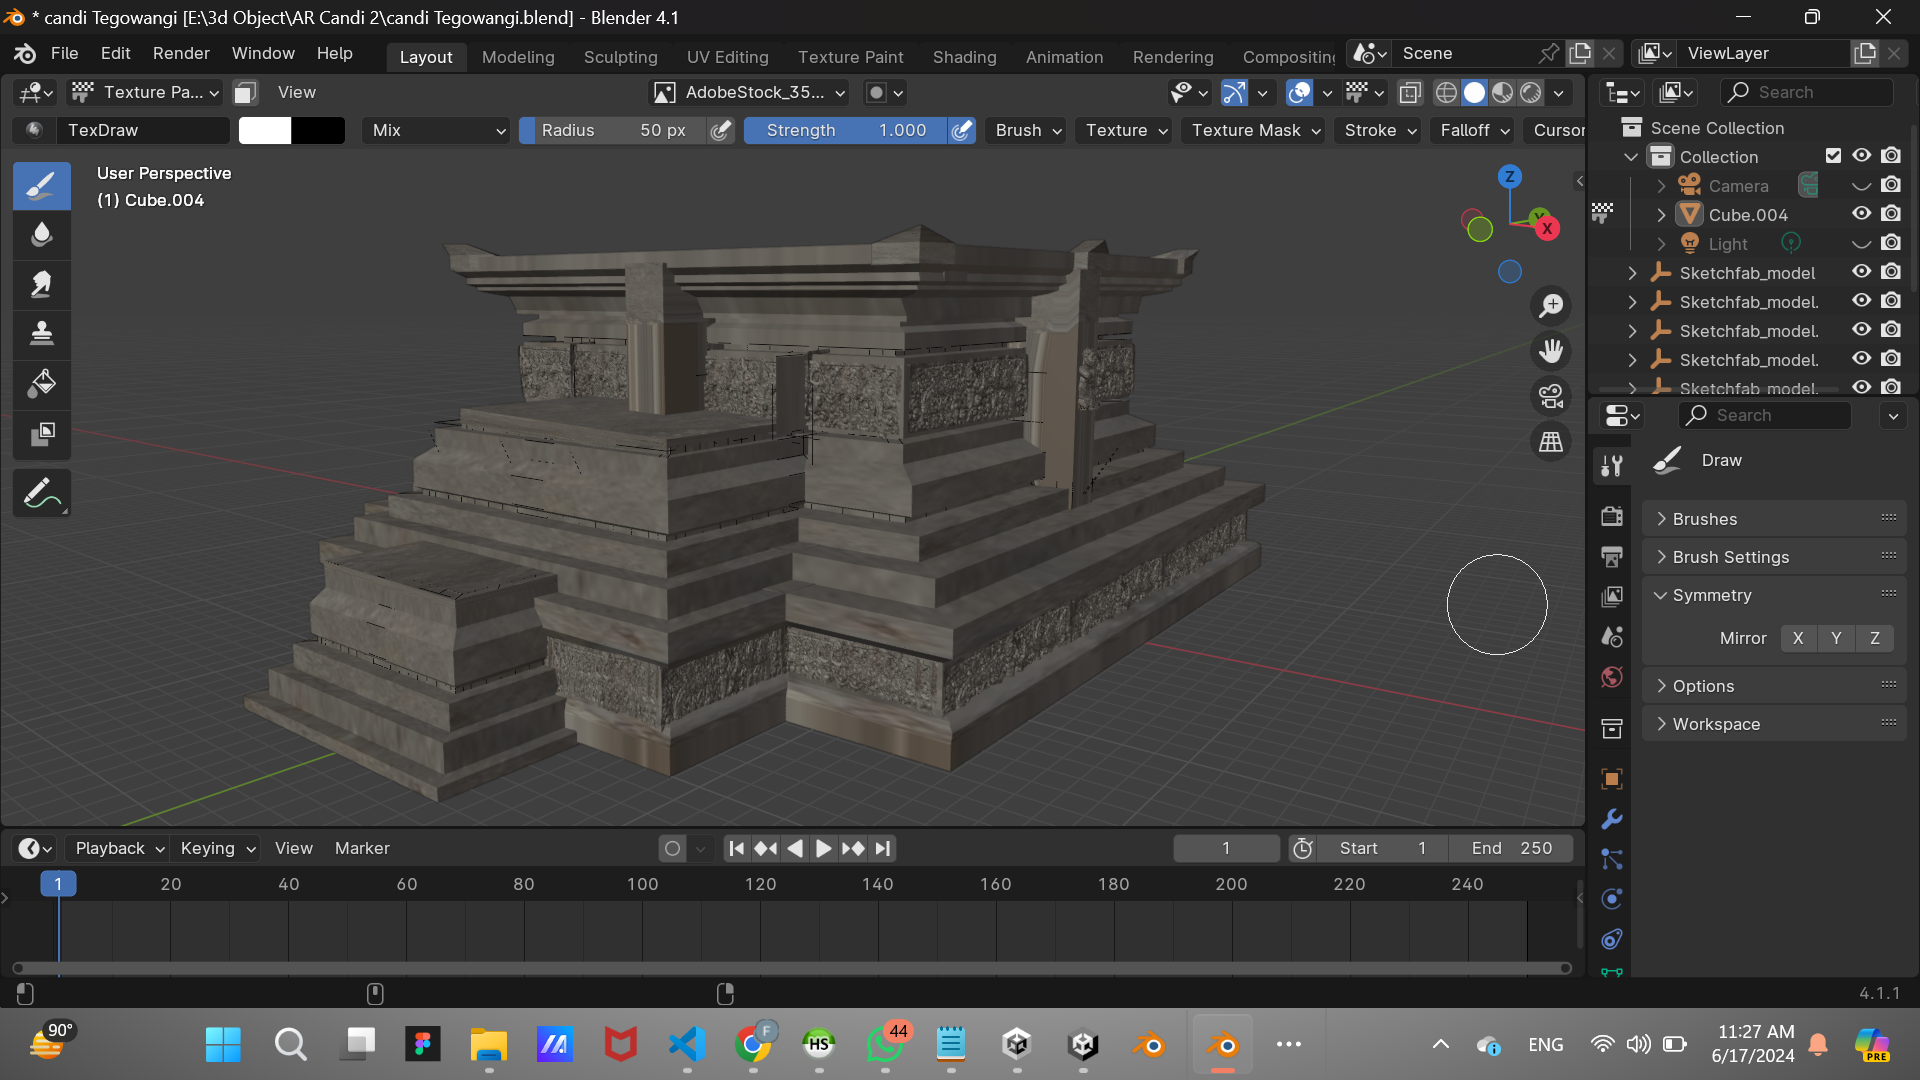 * candi Tegowangi [E:\3d Object\AR Candi 2\candi Tegowangi.blend] - Blender 4.1
File Edit Render Window Help Layout Modeling Sculpting UV Editing Texture Paint Shading Animation Rendering Compositing Scene ViewLayer
Texture Pa... View AdobeStock_35... Search
TexDraw Mix Radius 50 px Strength 1.000 Brush Texture Texture Mask Stroke Falloff Cursor
Scene Collection
Collection
Camera
Cube.004
Light
Sketchfab_model
Sketchfab_model.
Sketchfab_model.
Sketchfab_model.
Sketchfab_model.
User Perspective
(1) Cube.004
Z
Y
X
Search
Draw
Brushes
Brush Settings
Symmetry
Mirror X Y Z
Options
Workspace
Playback Keying View Marker 1 Start 1 End 250
1 20 40 60 80 100 120 140 160 180 200 220 240
4.1.1
90°
F
HS
44
ENG
11:27 AM
6/17/2024
PRE